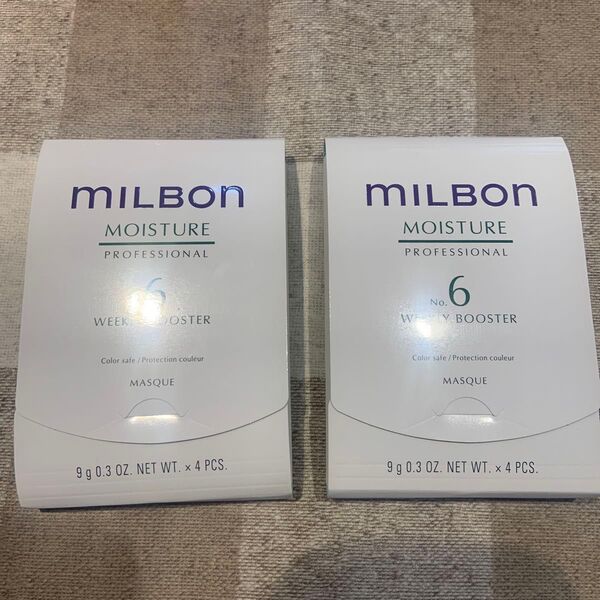 mILBon
MOISTURE
PROFESSIONAL
6
BOOSTER
Color safe / Protection couleur
MASQUE
9 g 0.3 OZ. NET WT. × 4 PCS.
mILBon
MOISTURE
PROFESSIONAL
No. 6
BOOSTER
Color safe / Protection couleur
MASQUE
9 g 0.3 OZ. NET WT. × 4 PCS.